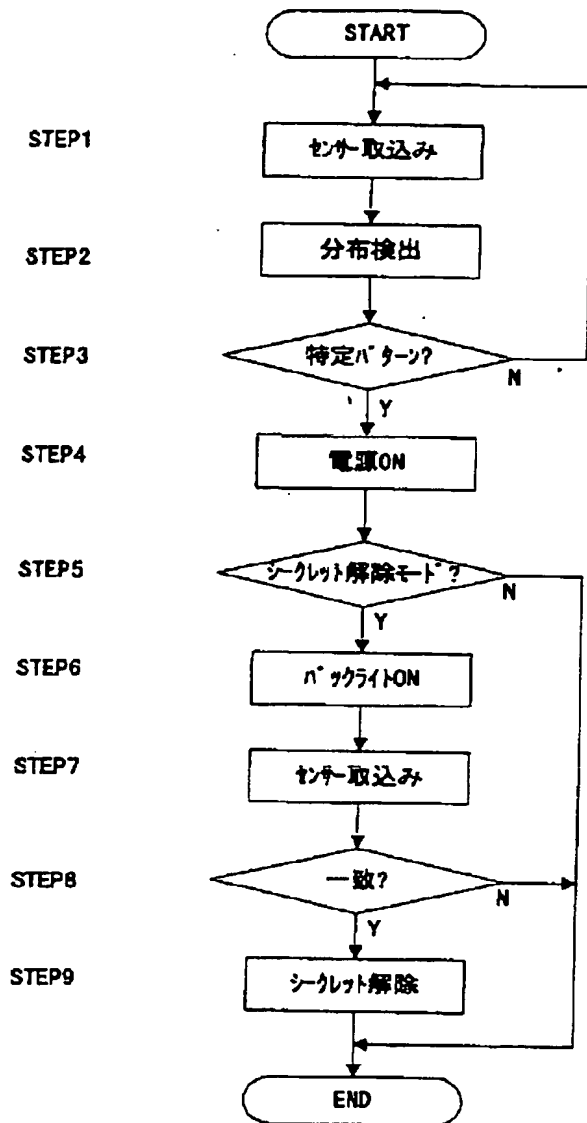 START
STEP1
センサー取込み
STEP2
分布検出
STEP3
特定パターン?
N
Y
STEP4
電源ON
STEP5
シークレット解除モード?
N
Y
STEP6
バックライトON
STEP7
センサー取込み
STEP8
一致?
N
Y
STEP9
シークレット解除
END